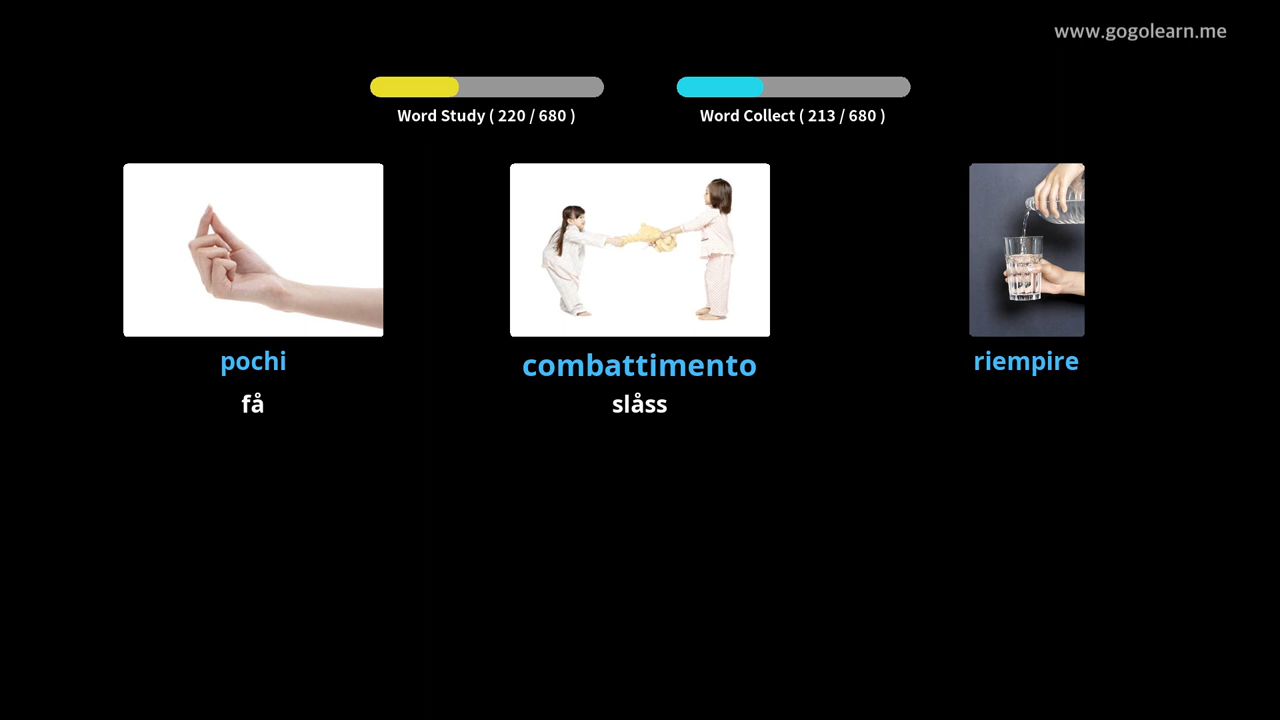 www.gogolearn.me
Word Study ( 220 / 680 )
Word Collect ( 213 / 680 )
pochi
combattimento
riempire
få
slåss